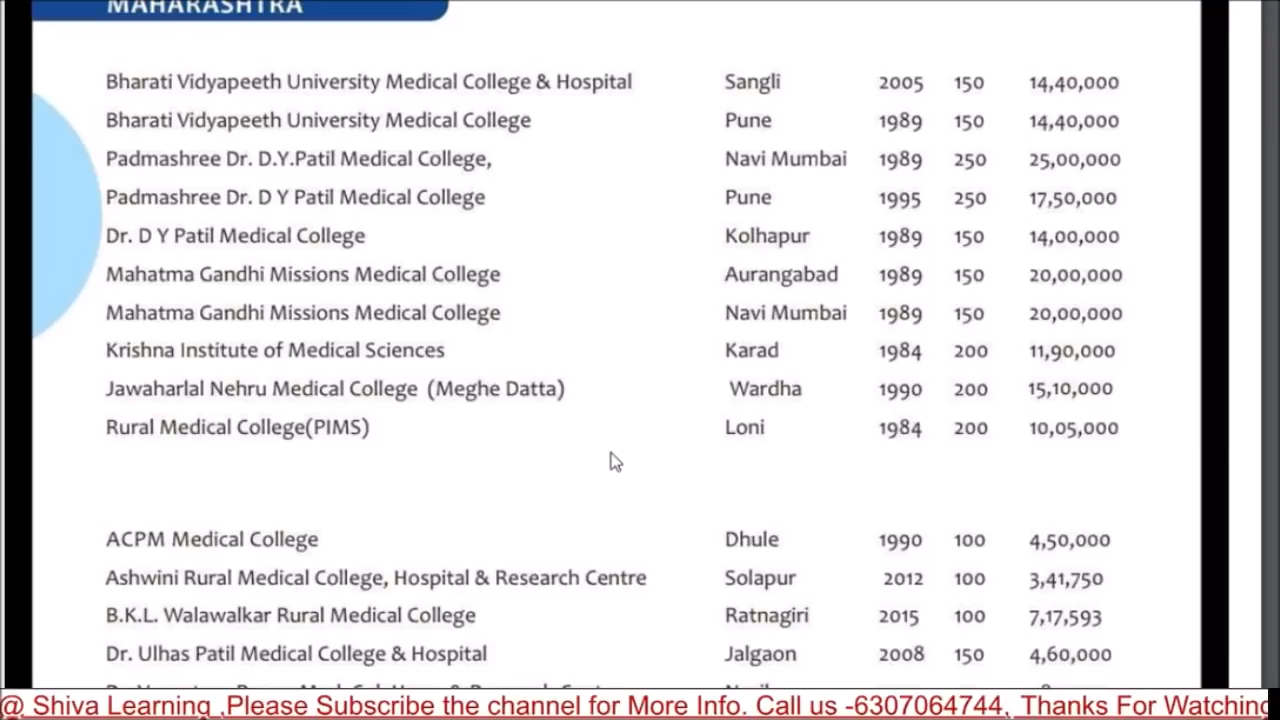 MAHARASHTRA
Bharati Vidyapeeth University Medical College & Hospital Sangli 2005 150 14,40,000
Bharati Vidyapeeth University Medical College Pune 1989 150 14,40,000
Padmashree Dr. D.Y.Patil Medical College, Navi Mumbai 1989 250 25,00,000
Padmashree Dr. D Y Patil Medical College Pune 1995 250 17,50,000
Dr. D Y Patil Medical College Kolhapur 1989 150 14,00,000
Mahatma Gandhi Missions Medical College Aurangabad 1989 150 20,00,000
Mahatma Gandhi Missions Medical College Navi Mumbai 1989 150 20,00,000
Krishna Institute of Medical Sciences Karad 1984 200 11,90,000
Jawaharlal Nehru Medical College (Meghe Datta) Wardha 1990 200 15,10,000
Rural Medical College(PIMS) Loni 1984 200 10,05,000
ACPM Medical College Dhule 1990 100 4,50,000
Ashwini Rural Medical College, Hospital & Research Centre Solapur 2012 100 3,41,750
B.K.L. Walawalkar Rural Medical College Ratnagiri 2015 100 7,17,593
Dr. Ulhas Patil Medical College & Hospital Jalgaon 2008 150 4,60,000
@ Shiva Learning ,Please Subscribe the channel for More Info. Call us -6307064744, Thanks For Watching